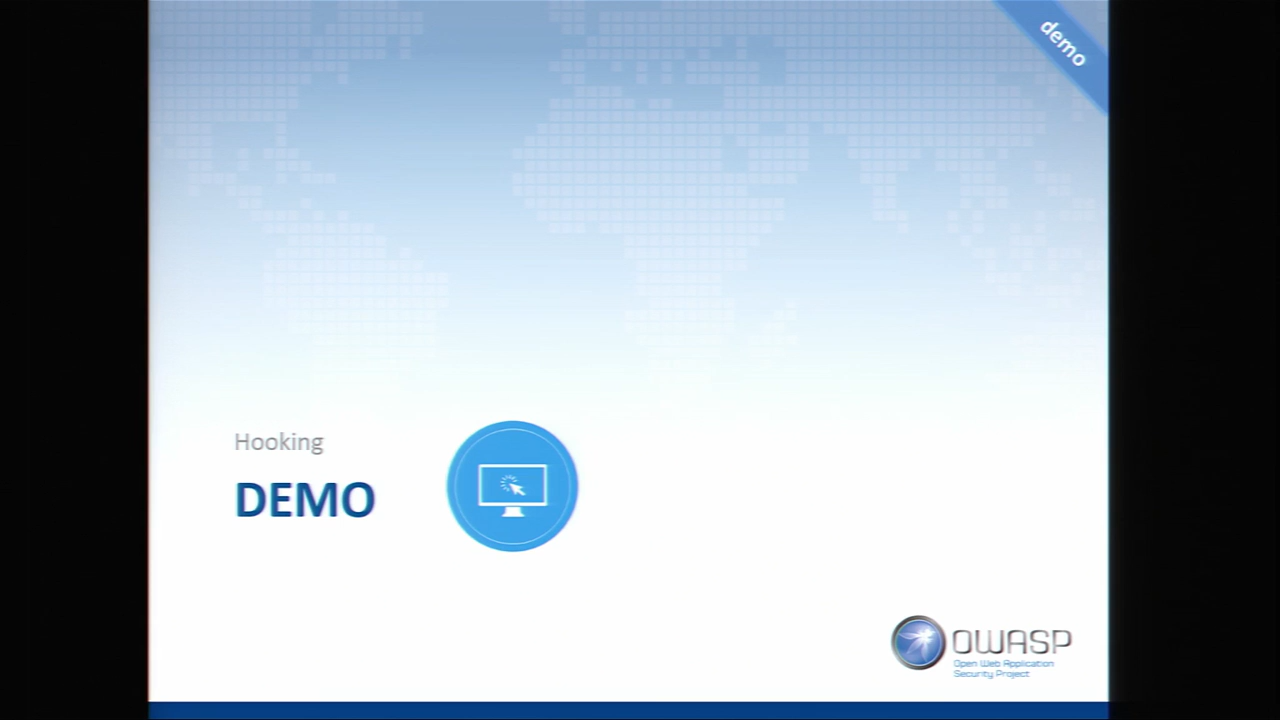 demo
Hooking
DEMO
OWASP
Open Web Application
Security Project